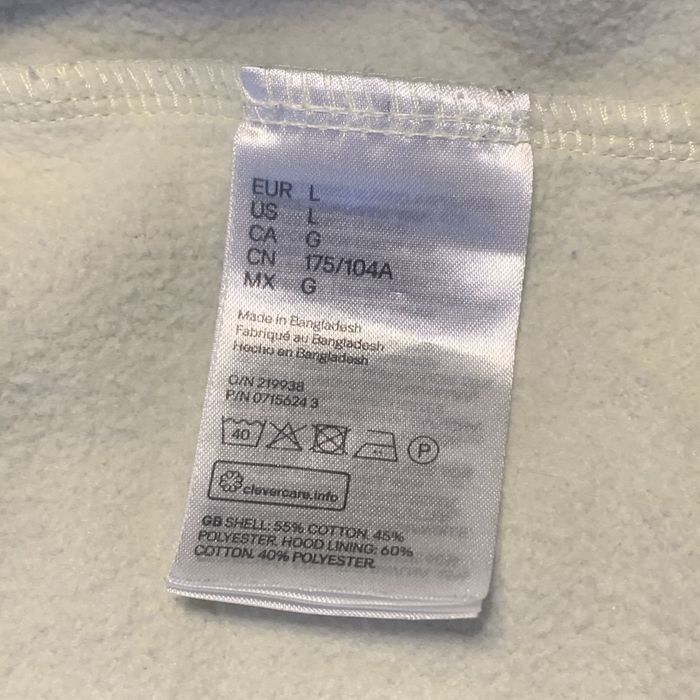 EUR L
US L
CA G
CN 175/104A
MX G
Made in Bangladesh
Fabriqué au Bangladesh
Hecho en Bangladesh
O/N 219938
P/N 0715624 3
40 P
clevercare.info
GB SHELL: 55% COTTON. 45%
POLYESTER. HOOD LINING: 60%
COTTON. 40% POLYESTER.